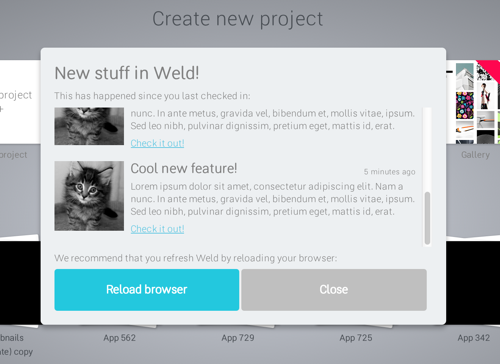 Create new project
New stuff in Weld!
This has happened since you last checked in:
project
+
nunc. In ante metus, gravida vel, bibendum et, mollis vitae, ipsum.
Sed leo nibh, pulvinar dignissim, pretium eget, mattis id, erat.
Check it out!
project
Gallery
Cool new feature!
5 minutes ago
Lorem ipsum dolor sit amet, consectetur adipiscing elit. Nam a
nunc. In ante metus, gravida vel, bibendum et, mollis vitae, ipsum.
Sed leo nibh, pulvinar dignissim, pretium eget, mattis id, erat.
Check it out!
We recommend that you refresh Weld by reloading your browser:
Reload browser
Close
nbnails
ate) copy
App 562
App 729
App 725
App 342